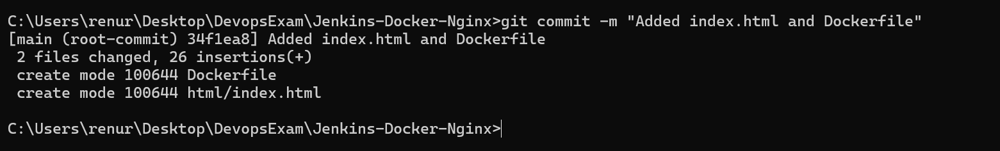 C:\Users\renur\Desktop\DevopsExam\Jenkins-Docker-Nginx>git commit -m "Added index.html and Dockerfile"
[main (root-commit) 34f1ea8] Added index.html and Dockerfile
 2 files changed, 26 insertions(+)
 create mode 100644 Dockerfile
 create mode 100644 html/index.html
C:\Users\renur\Desktop\DevopsExam\Jenkins-Docker-Nginx>